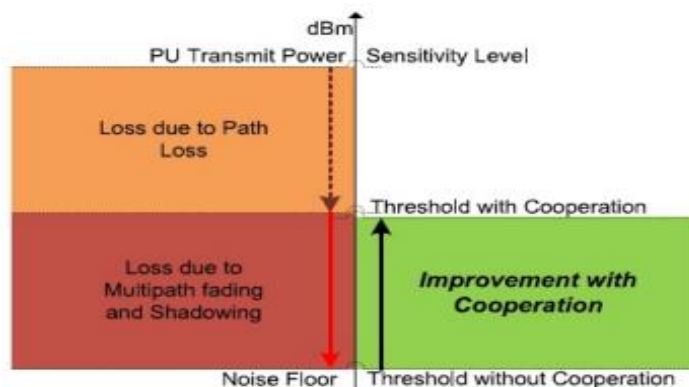 dBm
PU Transmit Power
Sensitivity Level
Loss due to Path
Loss
Threshold with Cooperation
Loss due to
Multipath fading
and Shadowing
Improvement with
Cooperation
Noise Floor
Threshold without Cooperation